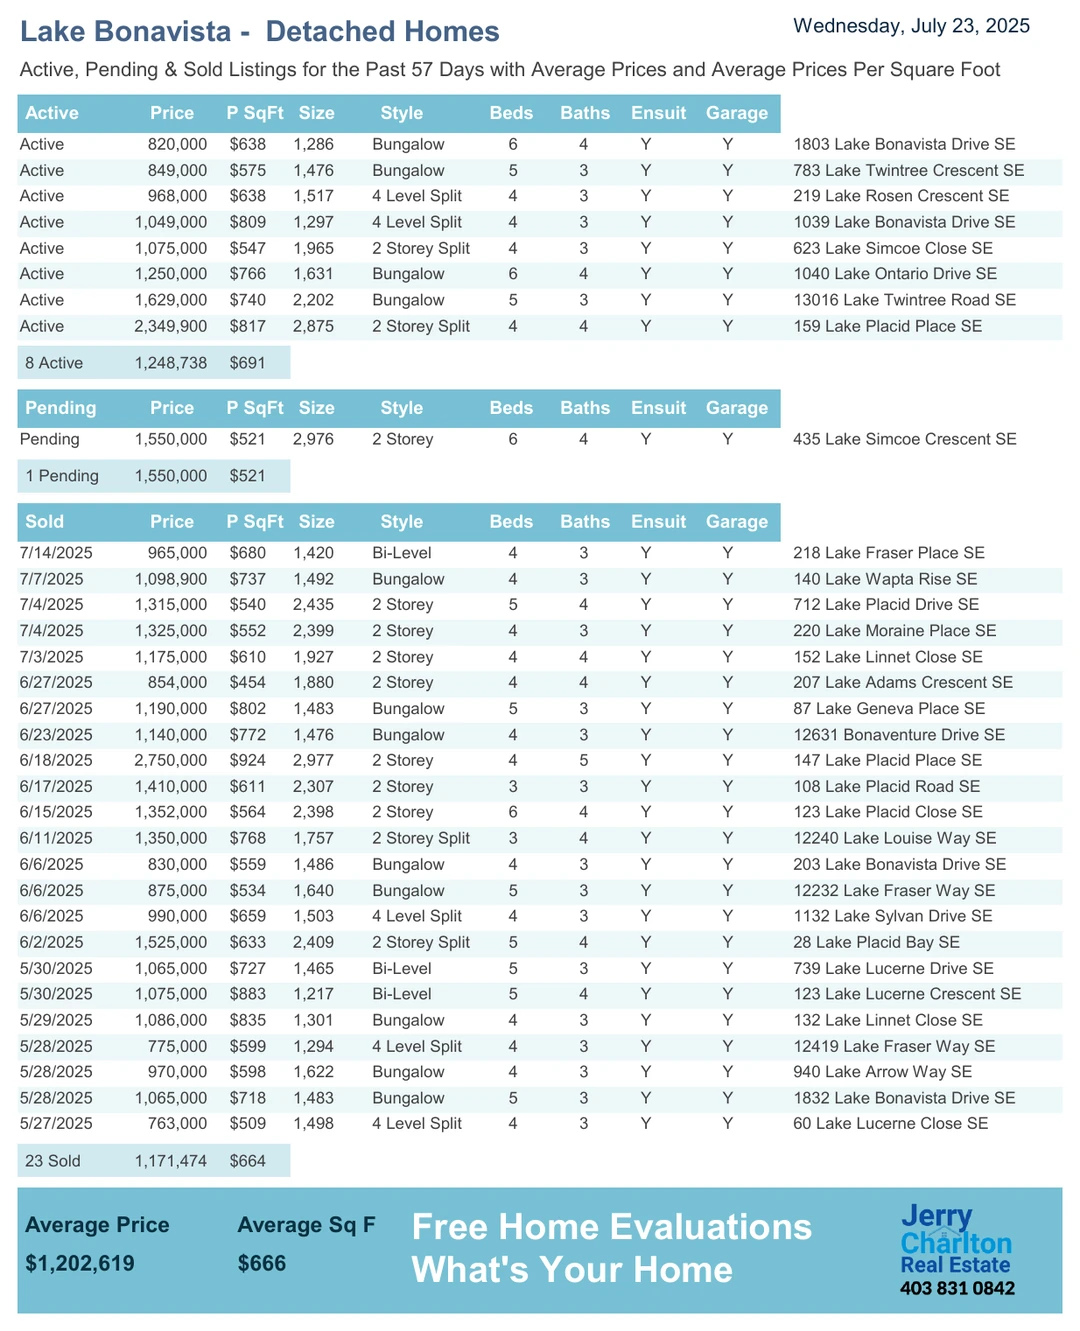 Lake Bonavista -  Detached Homes
Wednesday, July 23, 2025
Active, Pending & Sold Listings for the Past 57 Days with Average Prices and Average Prices Per Square Foot
Active Price P SqFt Size Style Beds Baths Ensuit Garage
Active 820,000 $638 1,286 Bungalow 6 4 Y Y 1803 Lake Bonavista Drive SE
Active 849,000 $575 1,476 Bungalow 5 3 Y Y 783 Lake Twintree Crescent SE
Active 968,000 $638 1,517 4 Level Split 4 3 Y Y 219 Lake Rosen Crescent SE
Active 1,049,000 $809 1,297 4 Level Split 4 3 Y Y 1039 Lake Bonavista Drive SE
Active 1,075,000 $547 1,965 2 Storey Split 4 3 Y Y 623 Lake Simcoe Close SE
Active 1,250,000 $766 1,631 Bungalow 6 4 Y Y 1040 Lake Ontario Drive SE
Active 1,629,000 $740 2,202 Bungalow 5 3 Y Y 13016 Lake Twintree Road SE
Active 2,349,900 $817 2,875 2 Storey Split 4 4 Y Y 159 Lake Placid Place SE
8 Active 1,248,738 $691
Pending Price P SqFt Size Style Beds Baths Ensuit Garage
Pending 1,550,000 $521 2,976 2 Storey 6 4 Y Y 435 Lake Simcoe Crescent SE
1 Pending 1,550,000 $521
Sold Price P SqFt Size Style Beds Baths Ensuit Garage
7/14/2025 965,000 $680 1,420 Bi-Level 4 3 Y Y 218 Lake Fraser Place SE
7/7/2025 1,098,900 $737 1,492 Bungalow 4 3 Y Y 140 Lake Wapta Rise SE
7/4/2025 1,315,000 $540 2,435 2 Storey 5 4 Y Y 712 Lake Placid Drive SE
7/4/2025 1,325,000 $552 2,399 2 Storey 4 3 Y Y 220 Lake Moraine Place SE
7/3/2025 1,175,000 $610 1,927 2 Storey 4 4 Y Y 152 Lake Linnet Close SE
6/27/2025 854,000 $454 1,880 2 Storey 4 4 Y Y 207 Lake Adams Crescent SE
6/27/2025 1,190,000 $802 1,483 Bungalow 5 3 Y Y 87 Lake Geneva Place SE
6/23/2025 1,140,000 $772 1,476 Bungalow 4 3 Y Y 12631 Bonaventure Drive SE
6/18/2025 2,750,000 $924 2,977 2 Storey 4 5 Y Y 147 Lake Placid Place SE
6/17/2025 1,410,000 $611 2,307 2 Storey 3 3 Y Y 108 Lake Placid Road SE
6/15/2025 1,352,000 $564 2,398 2 Storey 6 4 Y Y 123 Lake Placid Close SE
6/11/2025 1,350,000 $768 1,757 2 Storey Split 3 4 Y Y 12240 Lake Louise Way SE
6/6/2025 830,000 $559 1,486 Bungalow 4 3 Y Y 203 Lake Bonavista Drive SE
6/6/2025 875,000 $534 1,640 Bungalow 5 3 Y Y 12232 Lake Fraser Way SE
6/6/2025 990,000 $659 1,503 4 Level Split 4 3 Y Y 1132 Lake Sylvan Drive SE
6/2/2025 1,525,000 $633 2,409 2 Storey Split 5 4 Y Y 28 Lake Placid Bay SE
5/30/2025 1,065,000 $727 1,465 Bi-Level 5 3 Y Y 739 Lake Lucerne Drive SE
5/30/2025 1,075,000 $883 1,217 Bi-Level 5 4 Y Y 123 Lake Lucerne Crescent SE
5/29/2025 1,086,000 $835 1,301 Bungalow 4 3 Y Y 132 Lake Linnet Close SE
5/28/2025 775,000 $599 1,294 4 Level Split 4 3 Y Y 12419 Lake Fraser Way SE
5/28/2025 970,000 $598 1,622 Bungalow 4 3 Y Y 940 Lake Arrow Way SE
5/28/2025 1,065,000 $718 1,483 Bungalow 5 3 Y Y 1832 Lake Bonavista Drive SE
5/27/2025 763,000 $509 1,498 4 Level Split 4 3 Y Y 60 Lake Lucerne Close SE
23 Sold 1,171,474 $664
Average Price Average Sq F
$1,202,619 $666
Free Home Evaluations
What's Your Home
Jerry
Charlton
Real Estate
403 831 0842